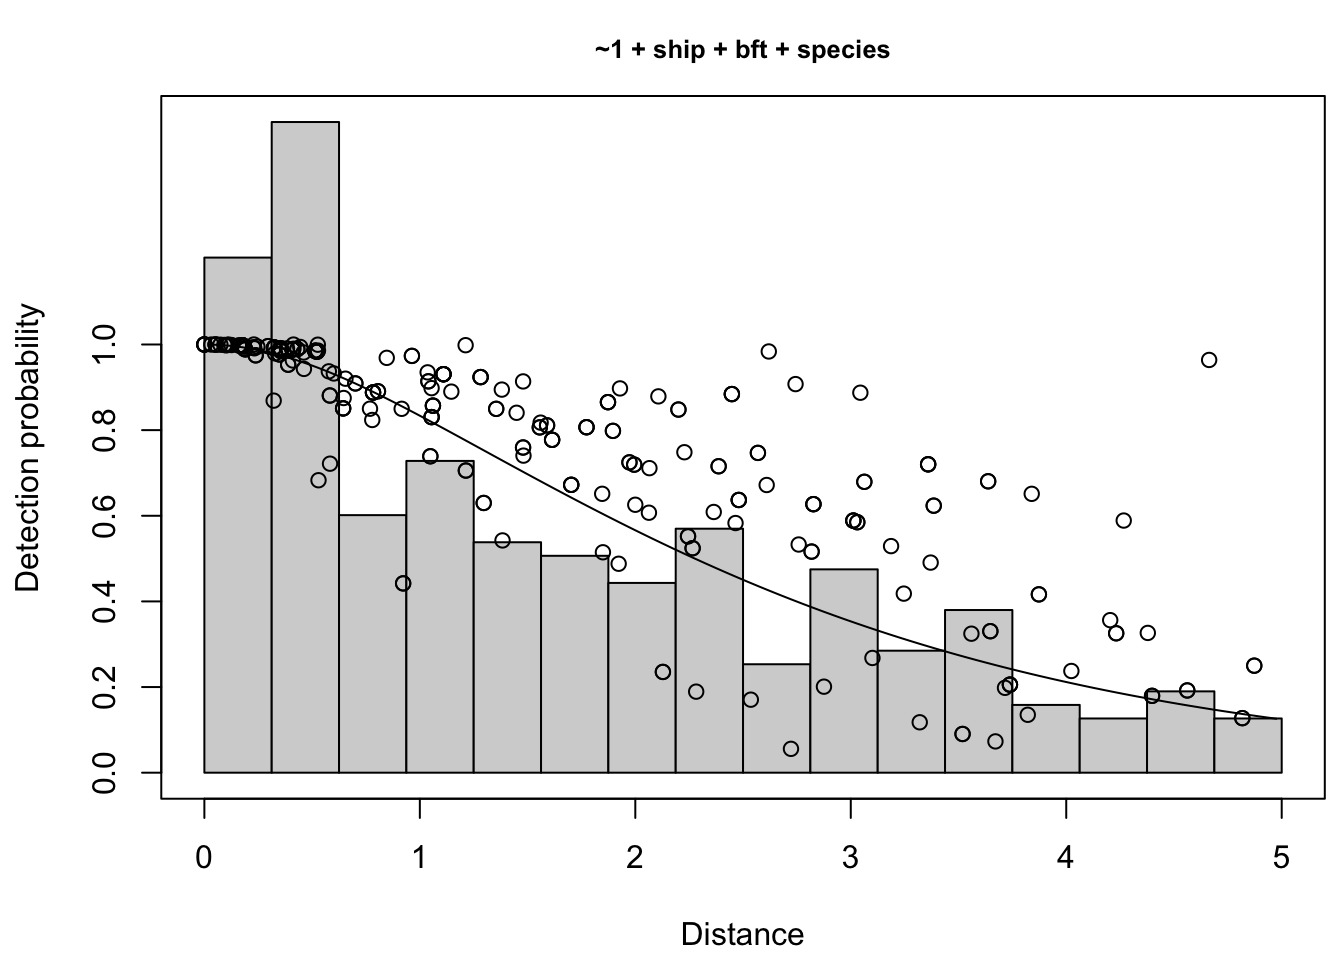 ~1 + ship + bft + species
Detection probability
1.0
0.8
0.6
0.4
0.2
0.0
0 1 2 3 4 5
Distance